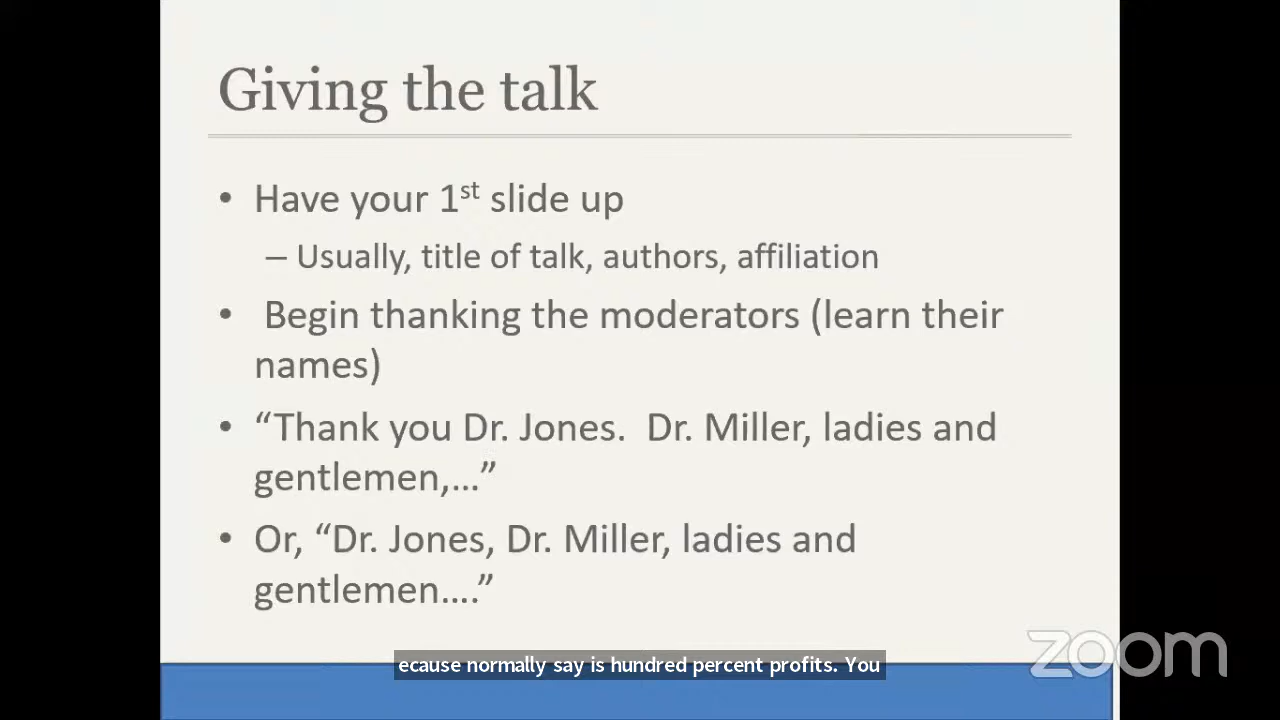 Giving the talk
• Have your 1st slide up
– Usually, title of talk, authors, affiliation
• Begin thanking the moderators (learn their
names)
• “Thank you Dr. Jones.  Dr. Miller, ladies and
gentlemen,...”
• Or, “Dr. Jones, Dr. Miller, ladies and
gentlemen....”
ecause normally say is hundred percent profits. You
zoom